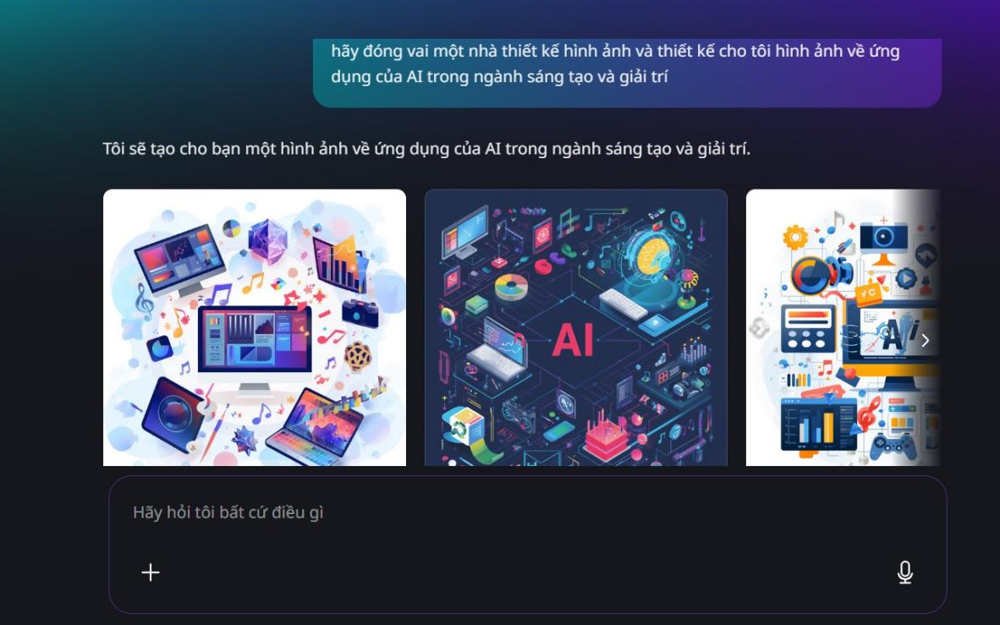 hãy đóng vai một nhà thiết kế hình ảnh và thiết kế cho tôi hình ảnh về ứng
dụng của AI trong ngành sáng tạo và giải trí
Tôi sẽ tạo cho bạn một hình ảnh về ứng dụng của AI trong ngành sáng tạo và giải trí.
AI
Hãy hỏi tôi bất cứ điều gì